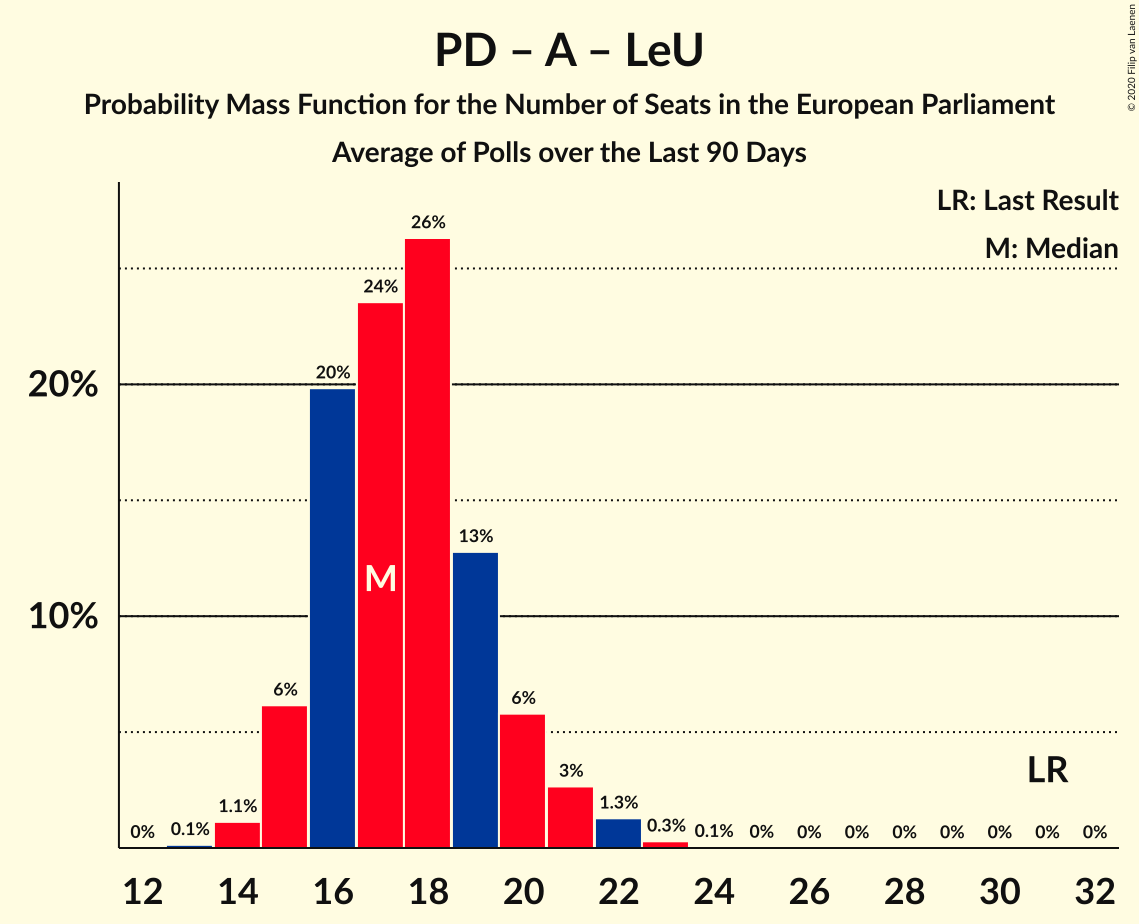 PD – A – LeU
Probability Mass Function for the Number of Seats in the European Parliament
Average of Polls over the Last 90 Days
© 2020 Filip van Laenen
LR: Last Result
M: Median
26%
24%
20%
20%
13%
M
10%
6%
6%
3%
LR
1.1%
1.3%
0% 0.1% 0.3% 0.1% 0% 0% 0% 0% 0% 0% 0% 0%
12 14 16 18 20 22 24 26 28 30 32